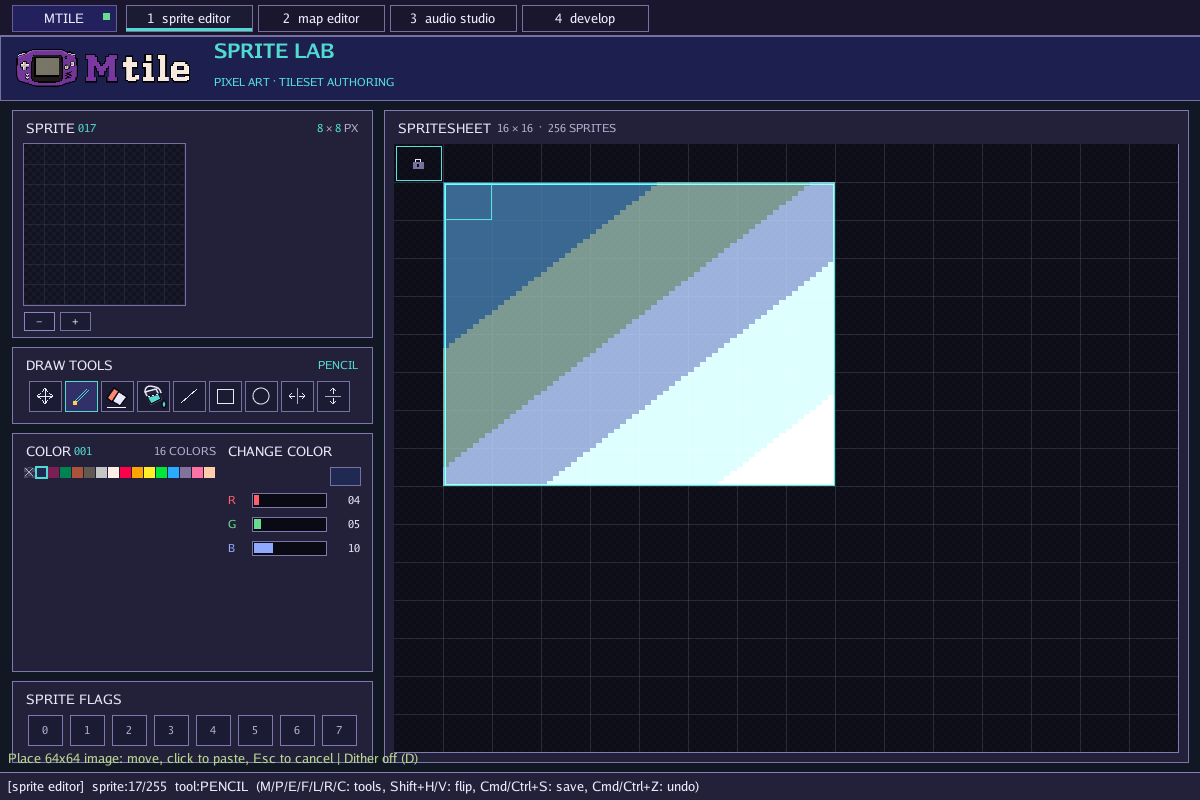 MTILE
1 sprite editor
2 map editor
3 audio studio
4 develop
Mtile
SPRITE LAB
PIXEL ART · TILESET AUTHORING
SPRITE 017
8 × 8 PX
SPRITESHEET 16 × 16 · 256 SPRITES
− +
DRAW TOOLS
PENCIL
COLOR 001
16 COLORS
CHANGE COLOR
R 04
G 05
B 10
SPRITE FLAGS
0 1 2 3 4 5 6 7
Place 64x64 image: move, click to paste, Esc to cancel | Dither off (D)
[sprite editor] sprite:17/255 tool:PENCIL (M/P/E/F/L/R/C: tools, Shift+H/V: flip, Cmd/Ctrl+S: save, Cmd/Ctrl+Z: undo)